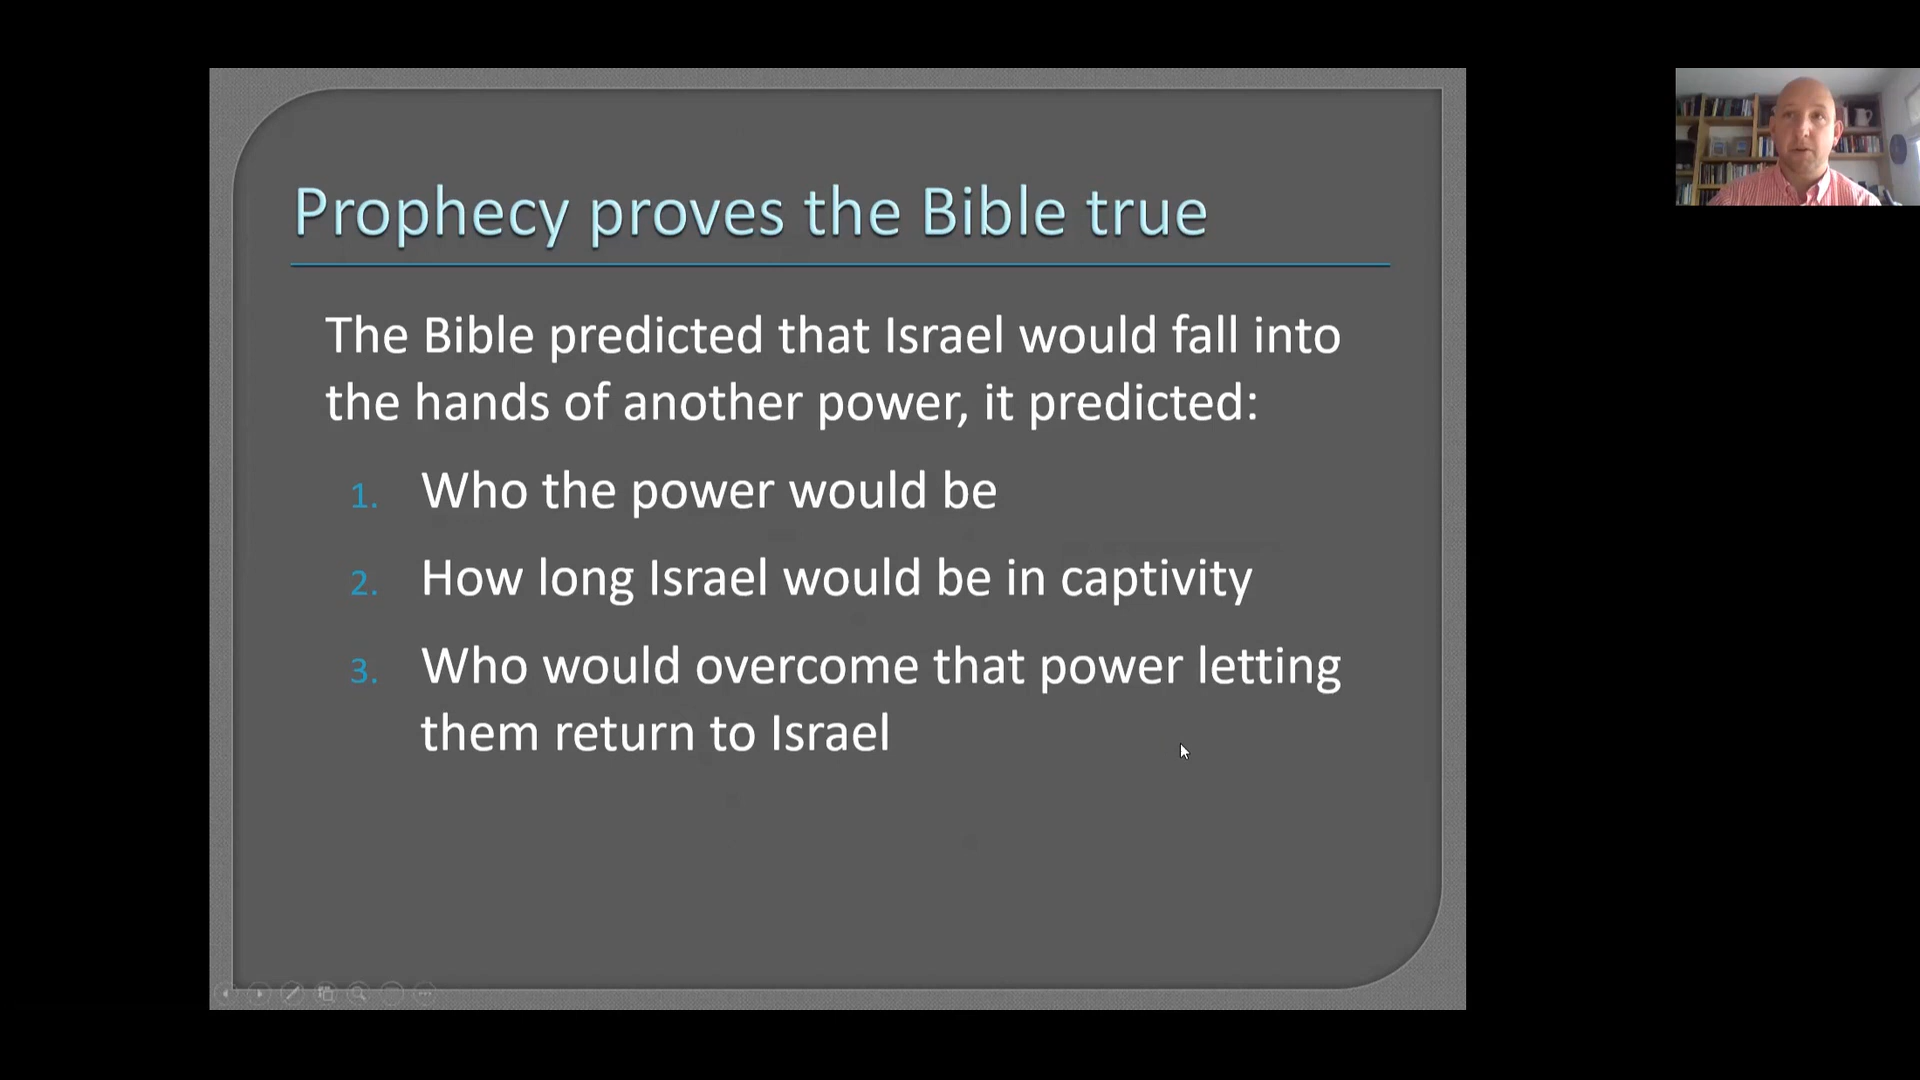 Prophecy proves the Bible true
The Bible predicted that Israel would fall into
the hands of another power, it predicted:
1. Who the power would be
2. How long Israel would be in captivity
3. Who would overcome that power letting
them return to Israel